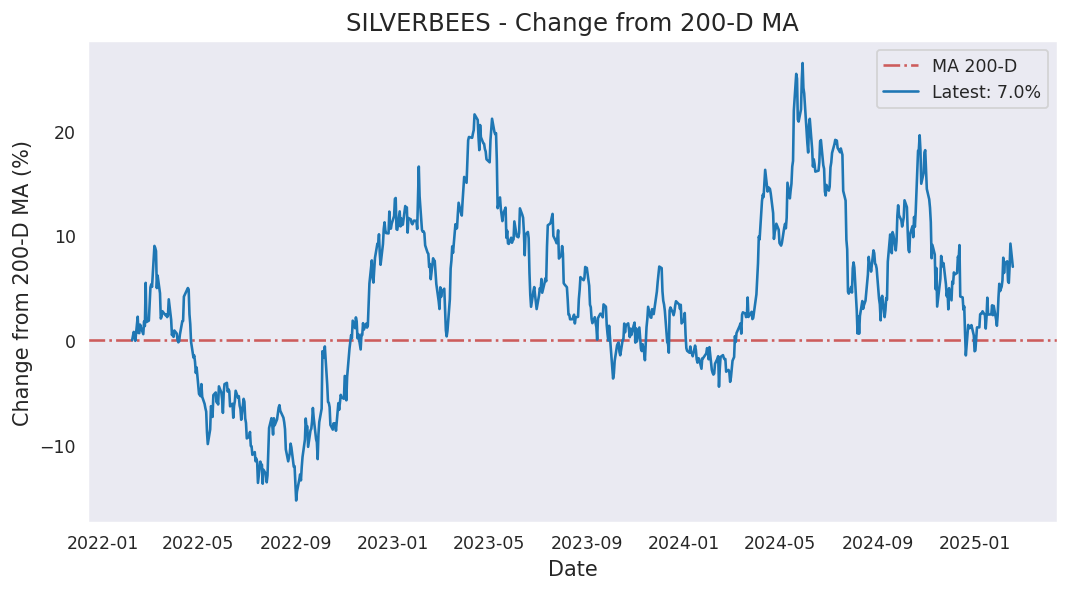 SILVERBEES - Change from 200-D MA
MA 200-D
Latest: 7.0%
Change from 200-D MA (%)
20
10
0
−10
2022-01 2022-05 2022-09 2023-01 2023-05 2023-09 2024-01 2024-05 2024-09 2025-01
Date